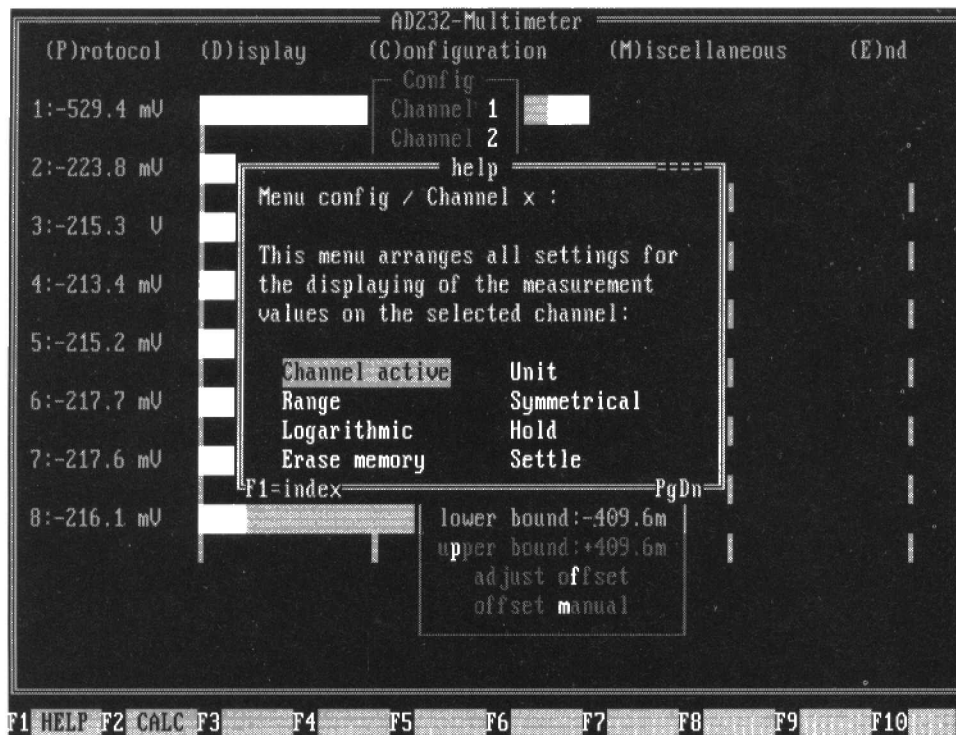 AD232-Multimeter
(P)rotocol (D)isplay (C)onfiguration (M)iscellaneous (E)nd
Config
1:-529.4 mV Channel 1
Channel 2
2:-223.8 mV help
Menu config / Channel x :
3:-215.3 V
This menu arranges all settings for
4:-213.4 mV the displaying of the measurement
values on the selected channel:
5:-215.2 mV
Channel active Unit
6:-217.7 mV Range Symmetrical
Logarithmic Hold
7:-217.6 mV Erase memory Settle
F1=index PgDn
8:-216.1 mV lower bound:-409.6m
upper bound:+409.6m
adjust offset
offset manual
F1 HELP F2 CALC F3 F4 F5 F6 F7 F8 F9 F10